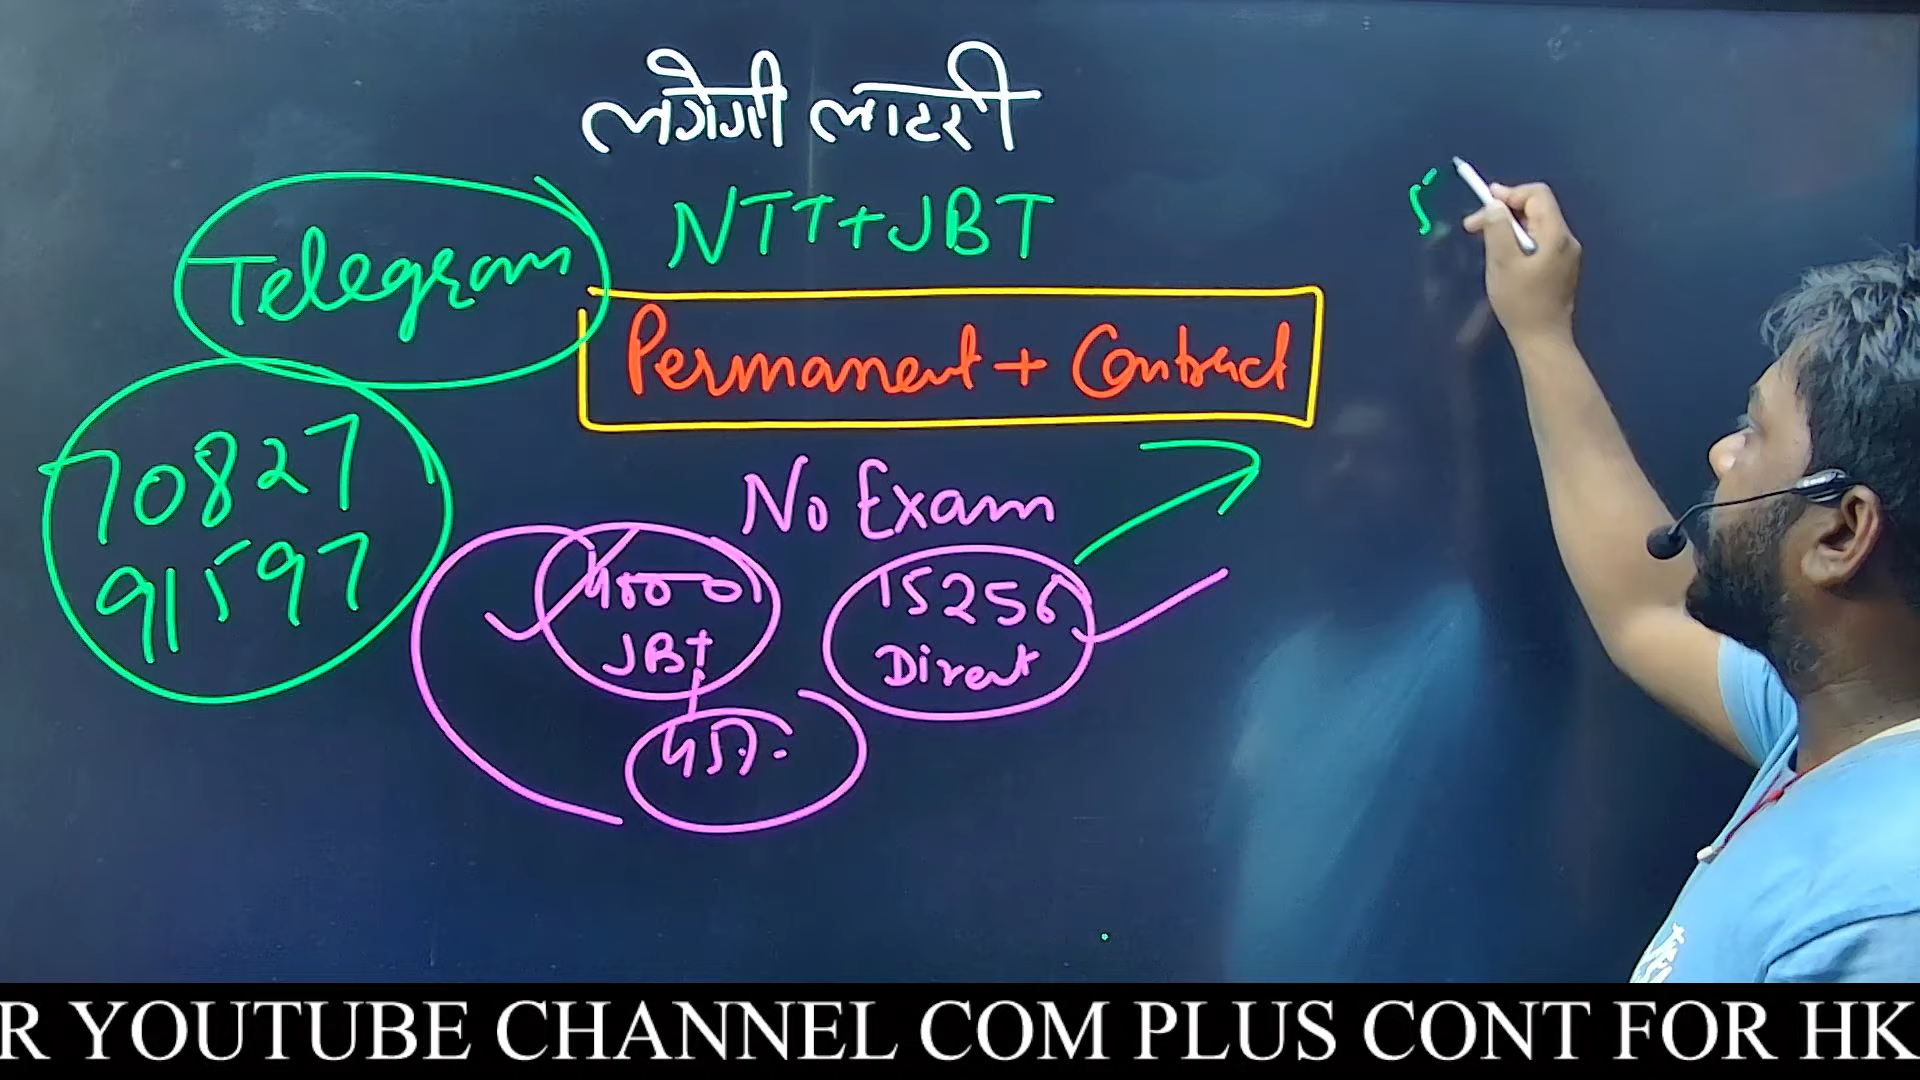 लगेगी लाटरी
NTT+JBT
Telegram
Permanent + Contract
70827
91597
No Exam
JBT
15256
Direct
5
R YOUTUBE CHANNEL COM PLUS CONT FOR HK